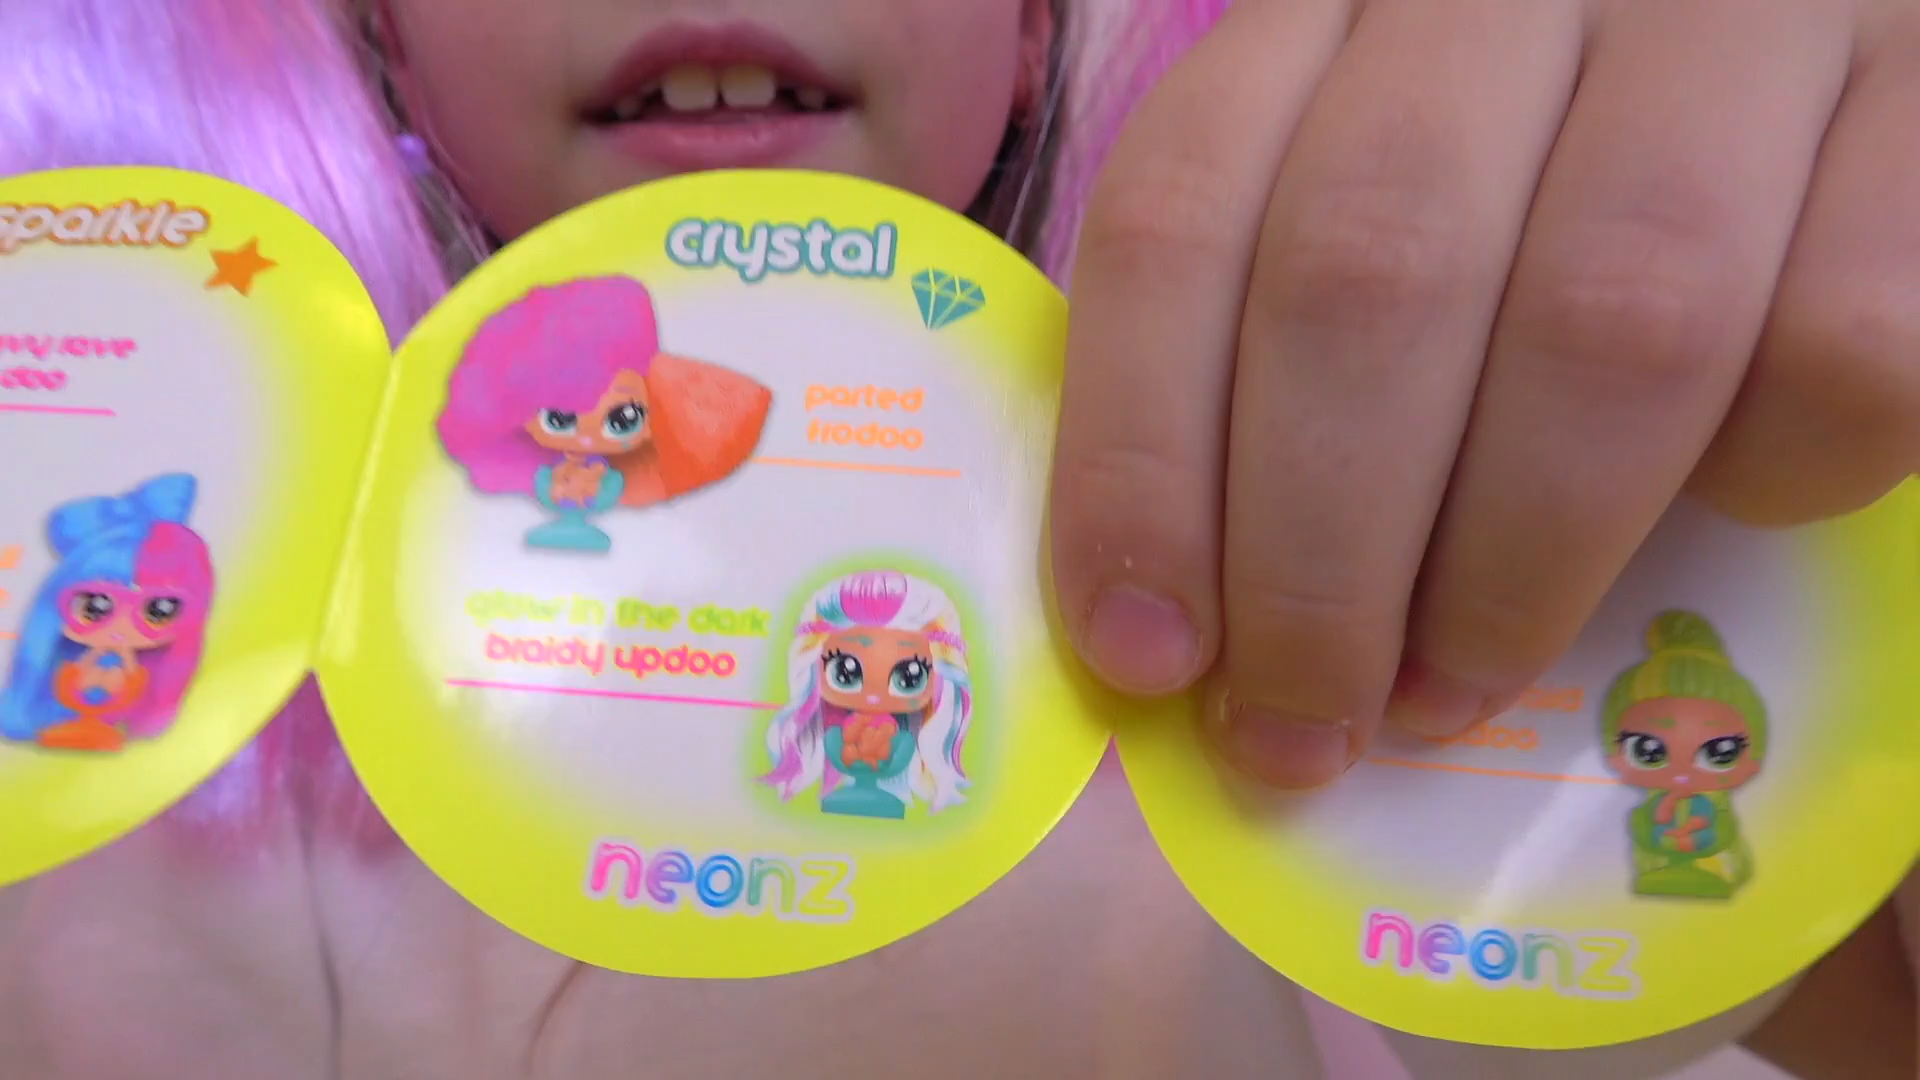 sparkle
crystal
parted
frodoo
glow in the dark
braidy updoo
neonz
neonz